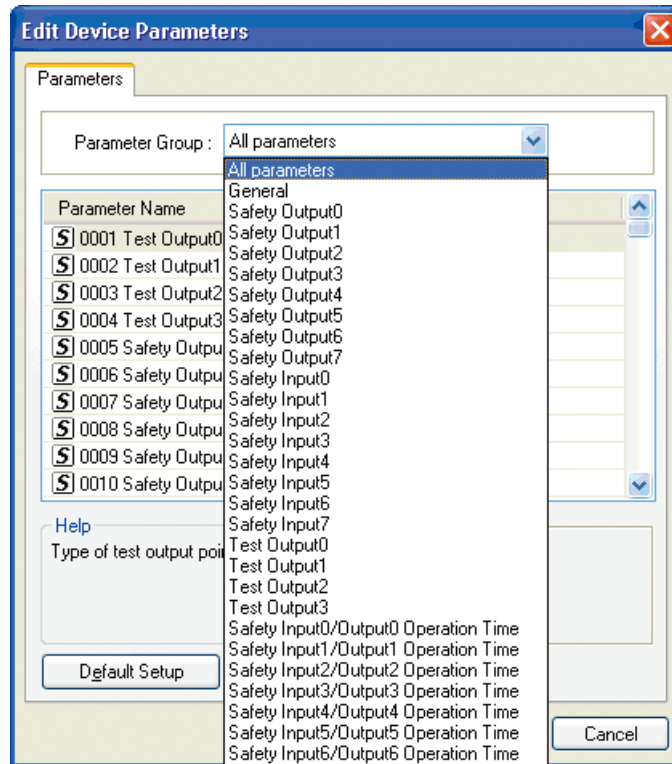 Edit Device Parameters
Parameters
Parameter Group : All parameters
All parameters
General
Safety Output0
Safety Output1
Safety Output2
Safety Output3
Safety Output4
Safety Output5
Safety Output6
Safety Output7
Safety Input0
Safety Input1
Safety Input2
Safety Input3
Safety Input4
Safety Input5
Safety Input6
Safety Input7
Test Output0
Test Output1
Test Output2
Test Output3
Safety Input0/Output0 Operation Time
Safety Input1/Output1 Operation Time
Safety Input2/Output2 Operation Time
Safety Input3/Output3 Operation Time
Safety Input4/Output4 Operation Time
Safety Input5/Output5 Operation Time
Safety Input6/Output6 Operation Time
Parameter Name
S 0001 Test Output0
S 0002 Test Output1
S 0003 Test Output2
S 0004 Test Output3
S 0005 Safety Outpu
S 0006 Safety Outpu
S 0007 Safety Outpu
S 0008 Safety Outpu
S 0009 Safety Outpu
S 0010 Safety Outpu
Help
Type of test output poi
Default Setup
Cancel